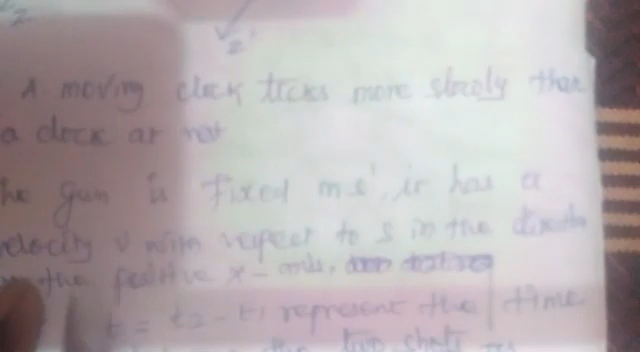 z'
A moving clock ticks more slowly than
a clock at rest
gun is fixed in s', it has a
velocity v with respect to s in the direction
the positive x-axis,
t = t2 - t1 represent the time
the two shots